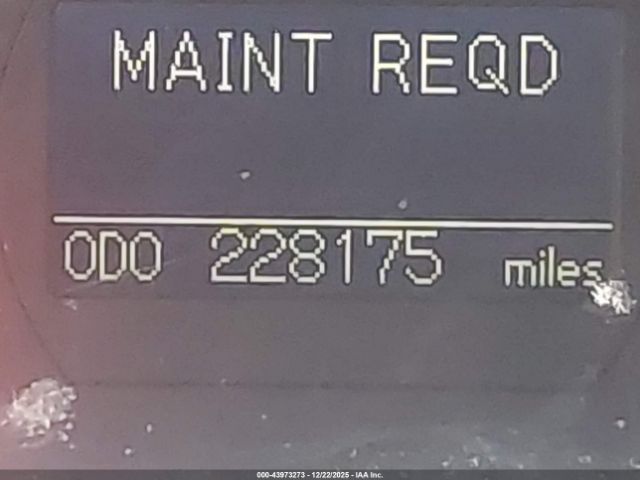 MAINT REQD
ODO 228175 miles
000-43973273 - 12/22/2025 - IAA Inc.